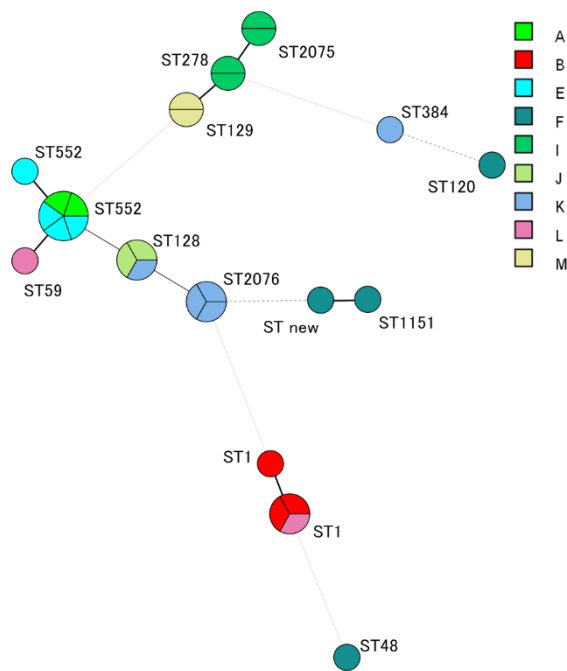 ST2075
ST278
ST129
ST384
ST120
ST552
ST552
ST59
ST128
ST2076
ST new
ST1151
ST1
ST1
ST48
A
B
E
F
I
J
K
L
M